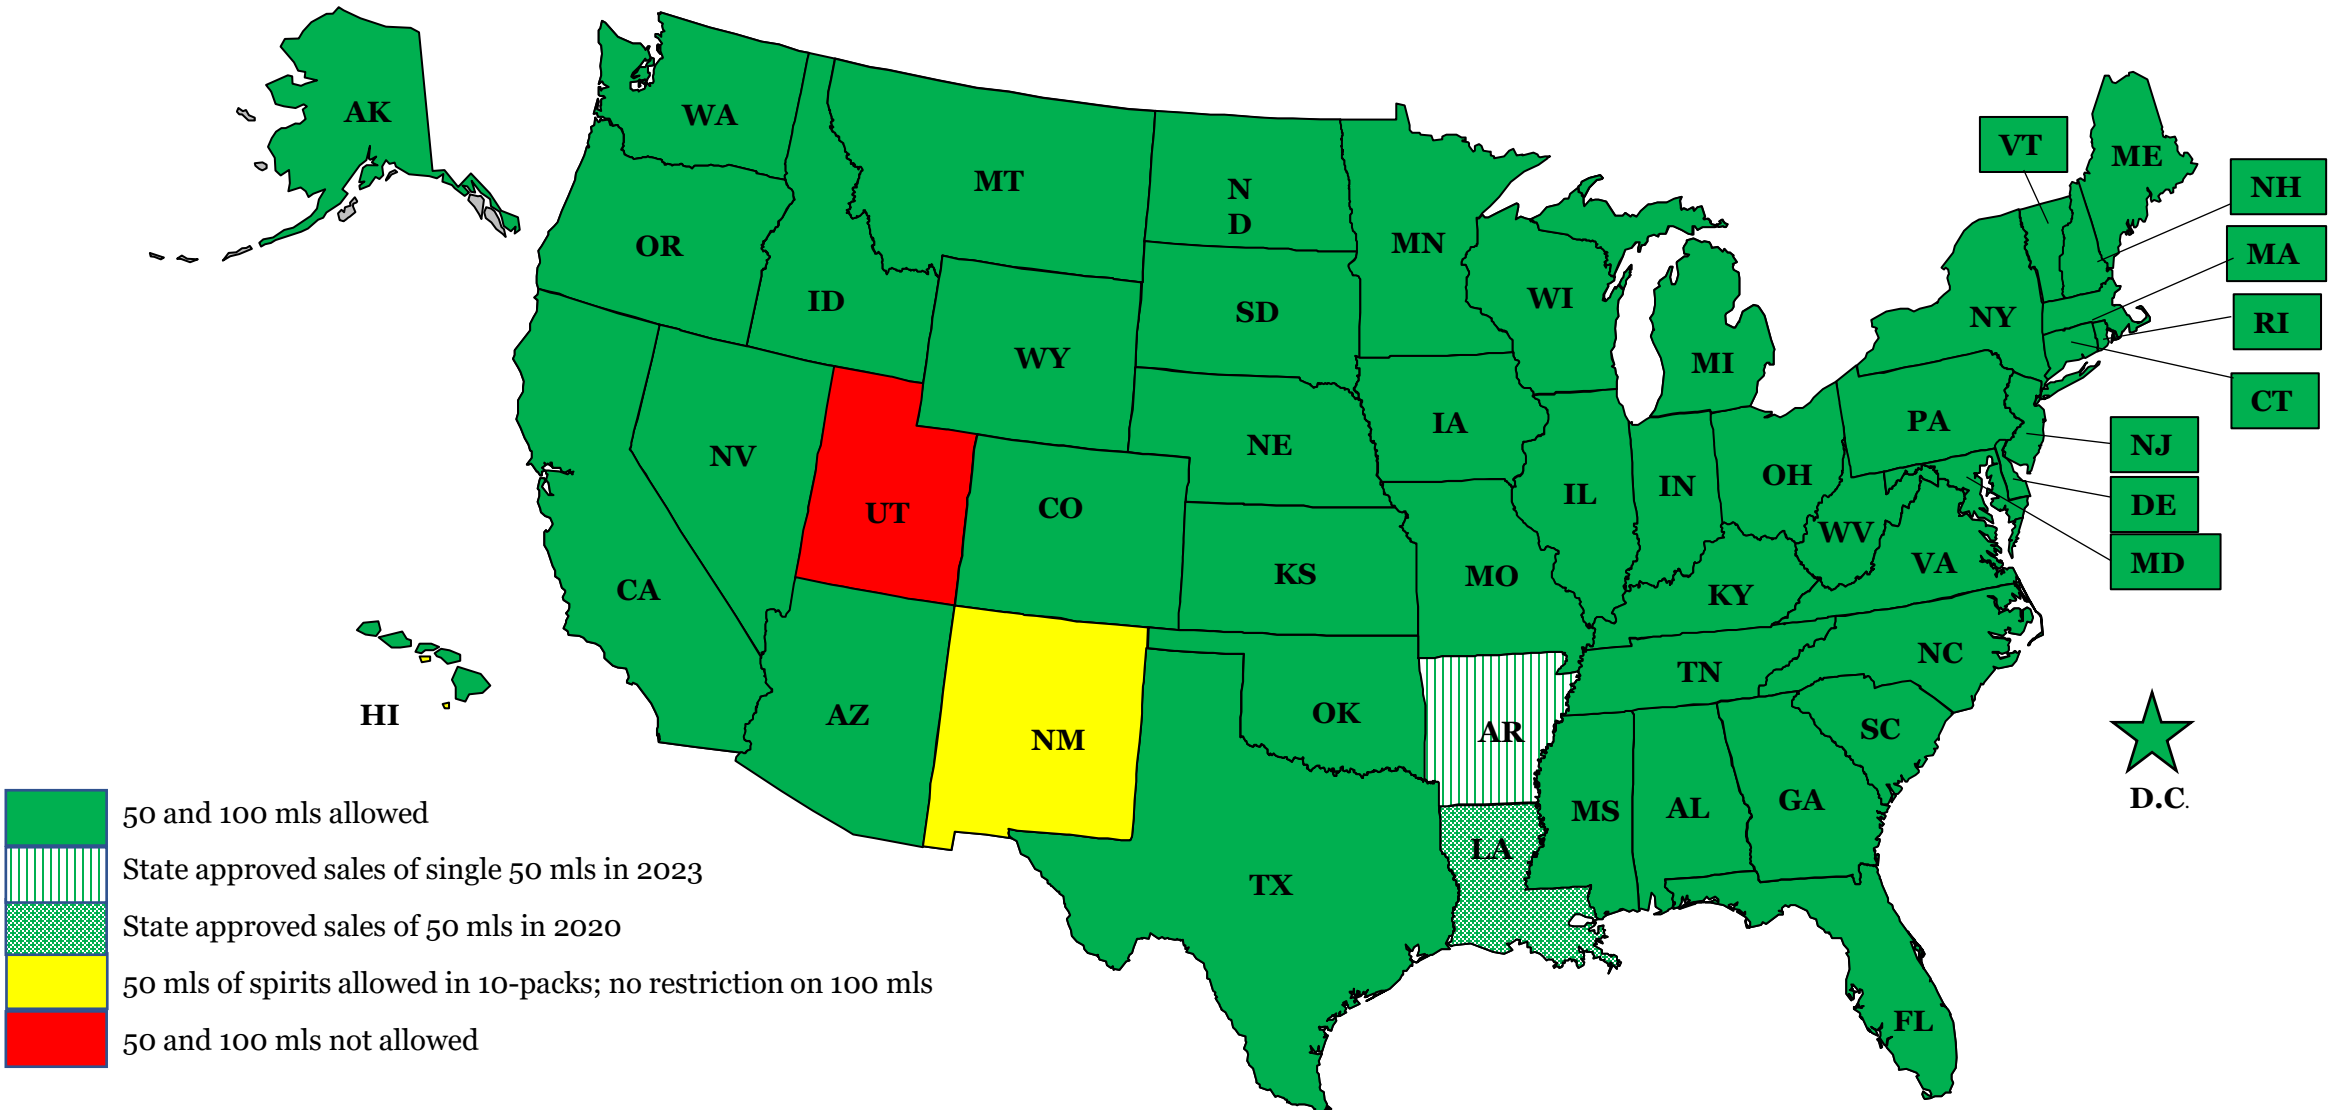 AK
WA
MT
N
D
MN
VT
ME
NH
OR
ID
SD
WI
MA
NY
RI
WY
MI
CT
IA
PA
NV
NE
NJ
UT
CO
IL
IN
OH
DE
WV
CA
KS
MO
KY
VA
MD
HI
AZ
NM
OK
AR
TN
NC
SC
D.C.
MS
AL
GA
LA
TX
FL
50 and 100 mls allowed
State approved sales of single 50 mls in 2023
State approved sales of 50 mls in 2020
50 mls of spirits allowed in 10-packs; no restriction on 100 mls
50 and 100 mls not allowed